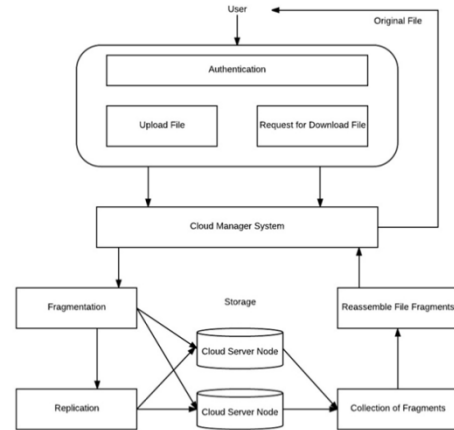 User
Original File
Authentication
Upload File
Request for Download File
Cloud Manager System
Fragmentation
Storage
Reassemble File Fragments
Cloud Server Node
Replication
Cloud Server Node
Collection of Fragments